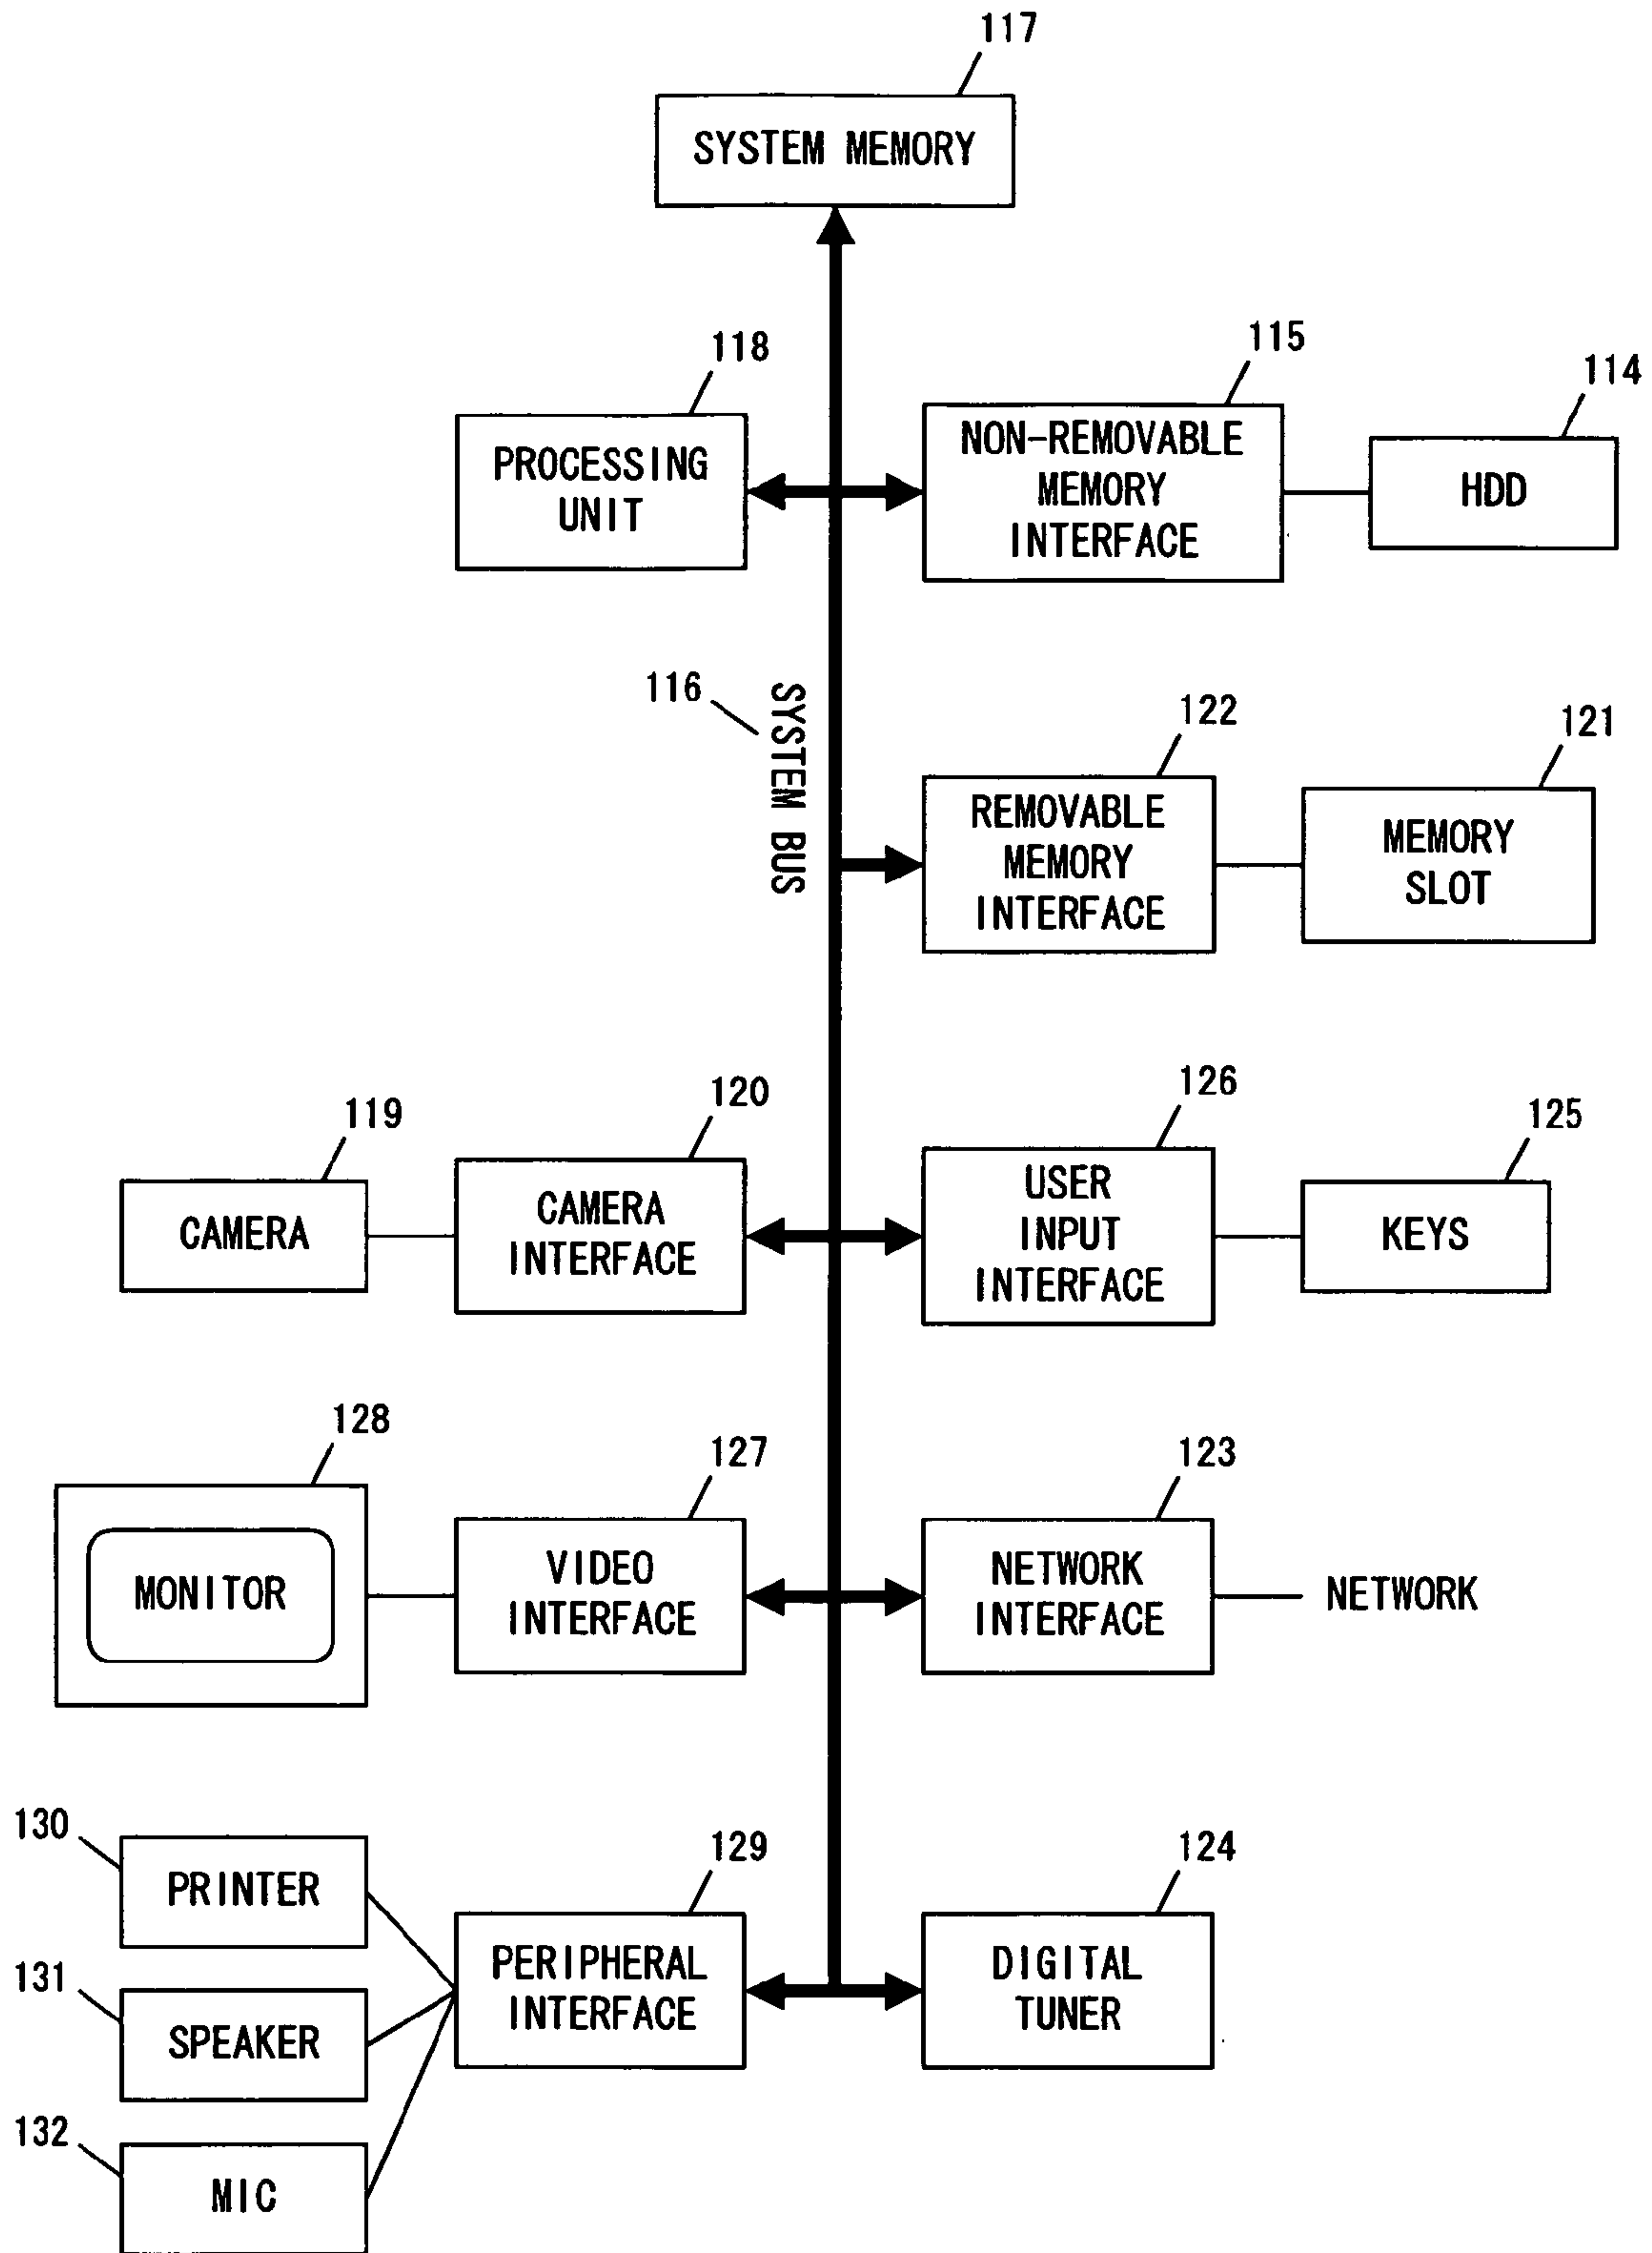 117
SYSTEM MEMORY
118
PROCESSING
UNIT
115
NON-REMOVABLE
MEMORY
INTERFACE
114
HDD
116
SYSTEM BUS
122
REMOVABLE
MEMORY
INTERFACE
121
MEMORY
SLOT
119
CAMERA
120
CAMERA
INTERFACE
126
USER
INPUT
INTERFACE
125
KEYS
128
MONITOR
127
VIDEO
INTERFACE
123
NETWORK
INTERFACE
NETWORK
130
PRINTER
131
SPEAKER
132
MIC
129
PERIPHERAL
INTERFACE
124
DIGITAL
TUNER